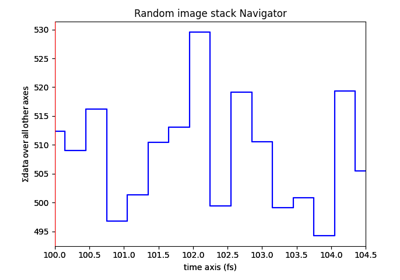 Random image stack Navigator
530
525
520
515
510
505
500
495
Σdata over all other axes
100.0 100.5 101.0 101.5 102.0 102.5 103.0 103.5 104.0 104.5
time axis (fs)